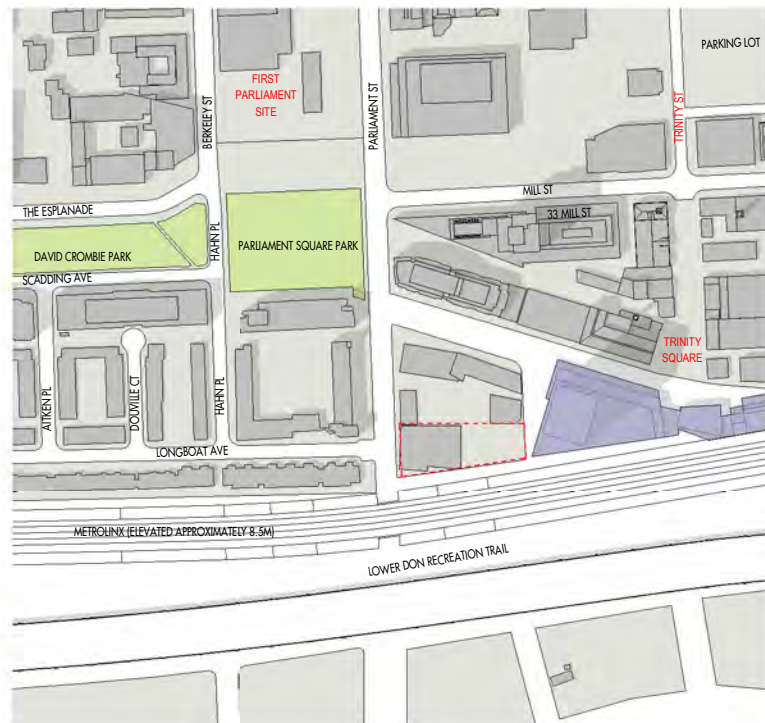 PARKING LOT
FIRST
PARLIAMENT
SITE
BERKELEY ST
PARLIAMENT ST
TRINITY ST
MILL ST
THE ESPLANADE
33 MILL ST
HAHN PL
PARLIAMENT SQUARE PARK
DAVID CROMBIE PARK
SCADDING AVE
TRINITY
SQUARE
AITKEN PL
DOUVILLE CT
HAHN PL
LONGBOAT AVE
METROLINX (ELEVATED APPROXIMATELY 8.5M)
LOWER DON RECREATION TRAIL